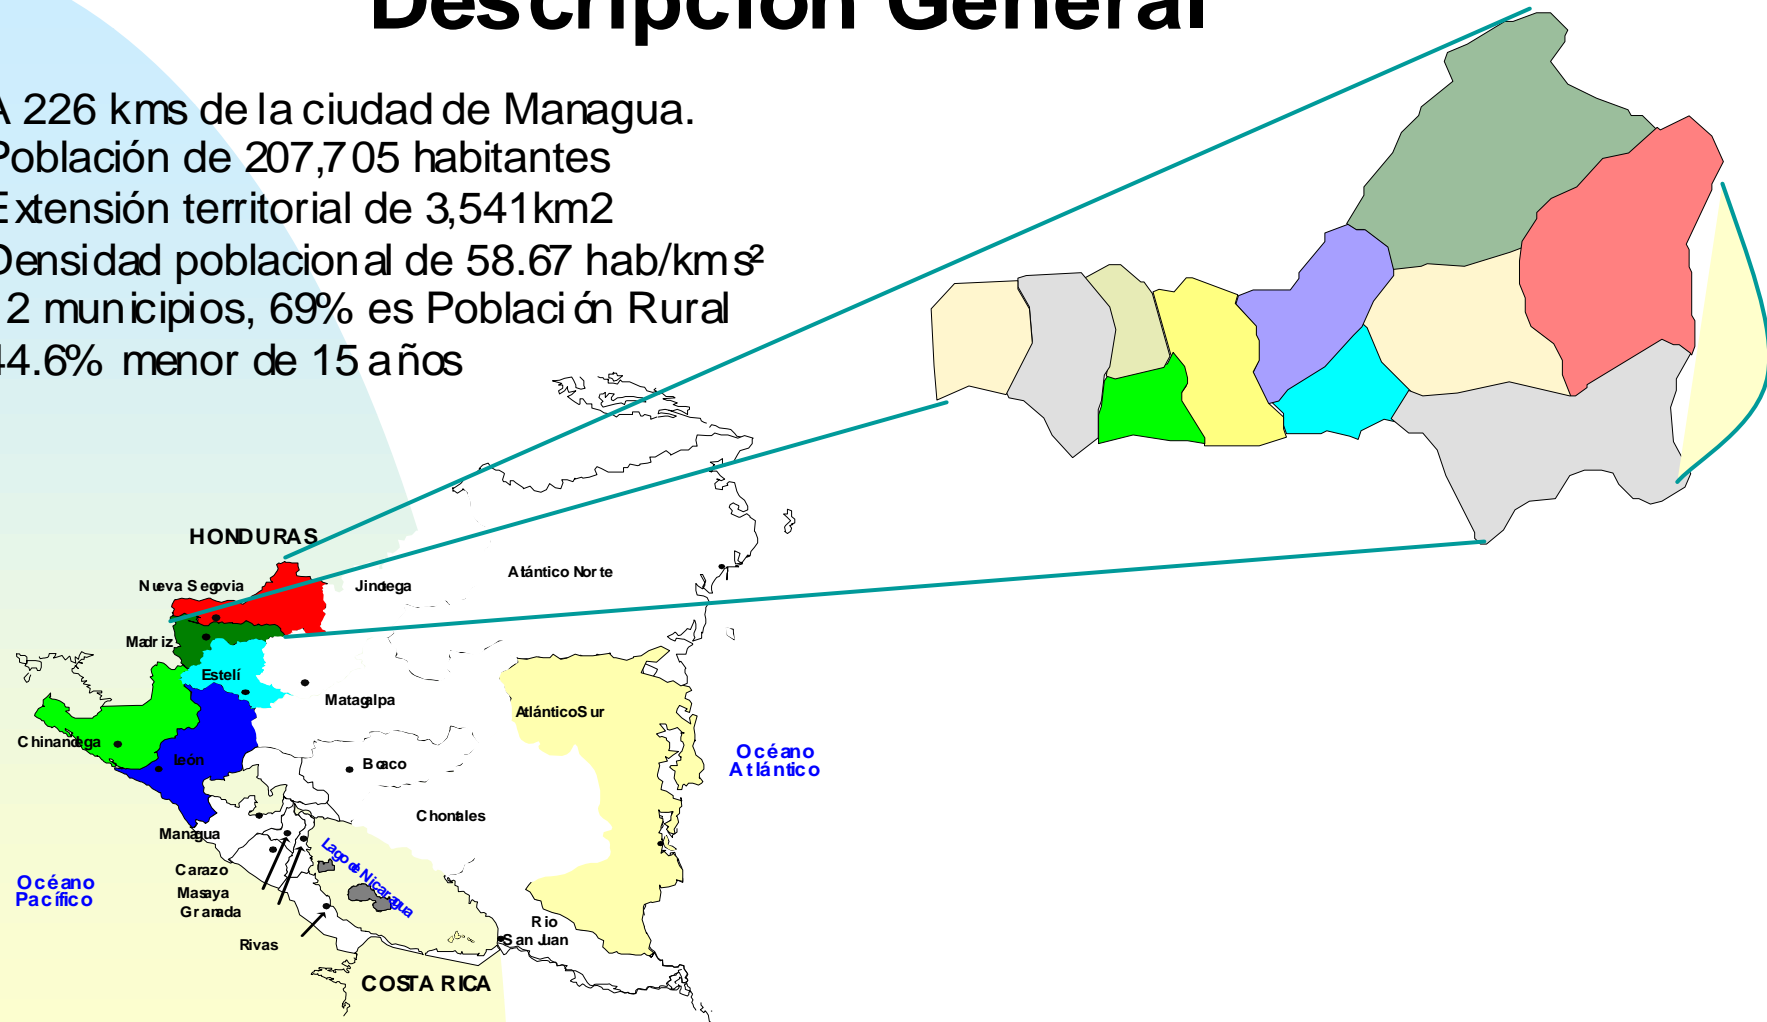 Descripción General
A 226 kms de la ciudad de Managua.
Población de 207,705 habitantes
Extensión territorial de 3,541km2
Densidad poblacional de 58.67 hab/kms²
2 municipios, 69% es Población Rural
44.6% menor de 15 años
HONDURAS
Nueva Segovia
Jinotega
Atlántico Norte
Madriz
Estelí
Matagalpa
Atlántico Sur
Chinandega
León
Boaco
Océano
Atlántico
Chontales
Managua
Lago de Nicaragua
Carazo
Masaya
Granada
Océano
Pacífico
Rivas
Rio
San Juan
COSTA RICA